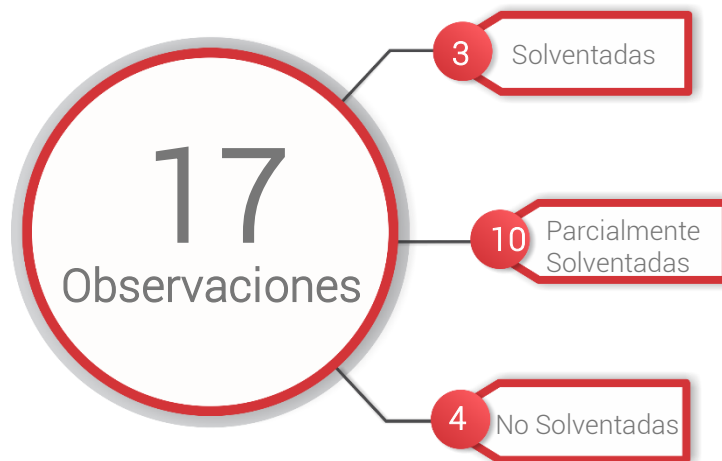 17
Observaciones
3
Solventadas
10
Parcialmente
Solventadas
4
No Solventadas